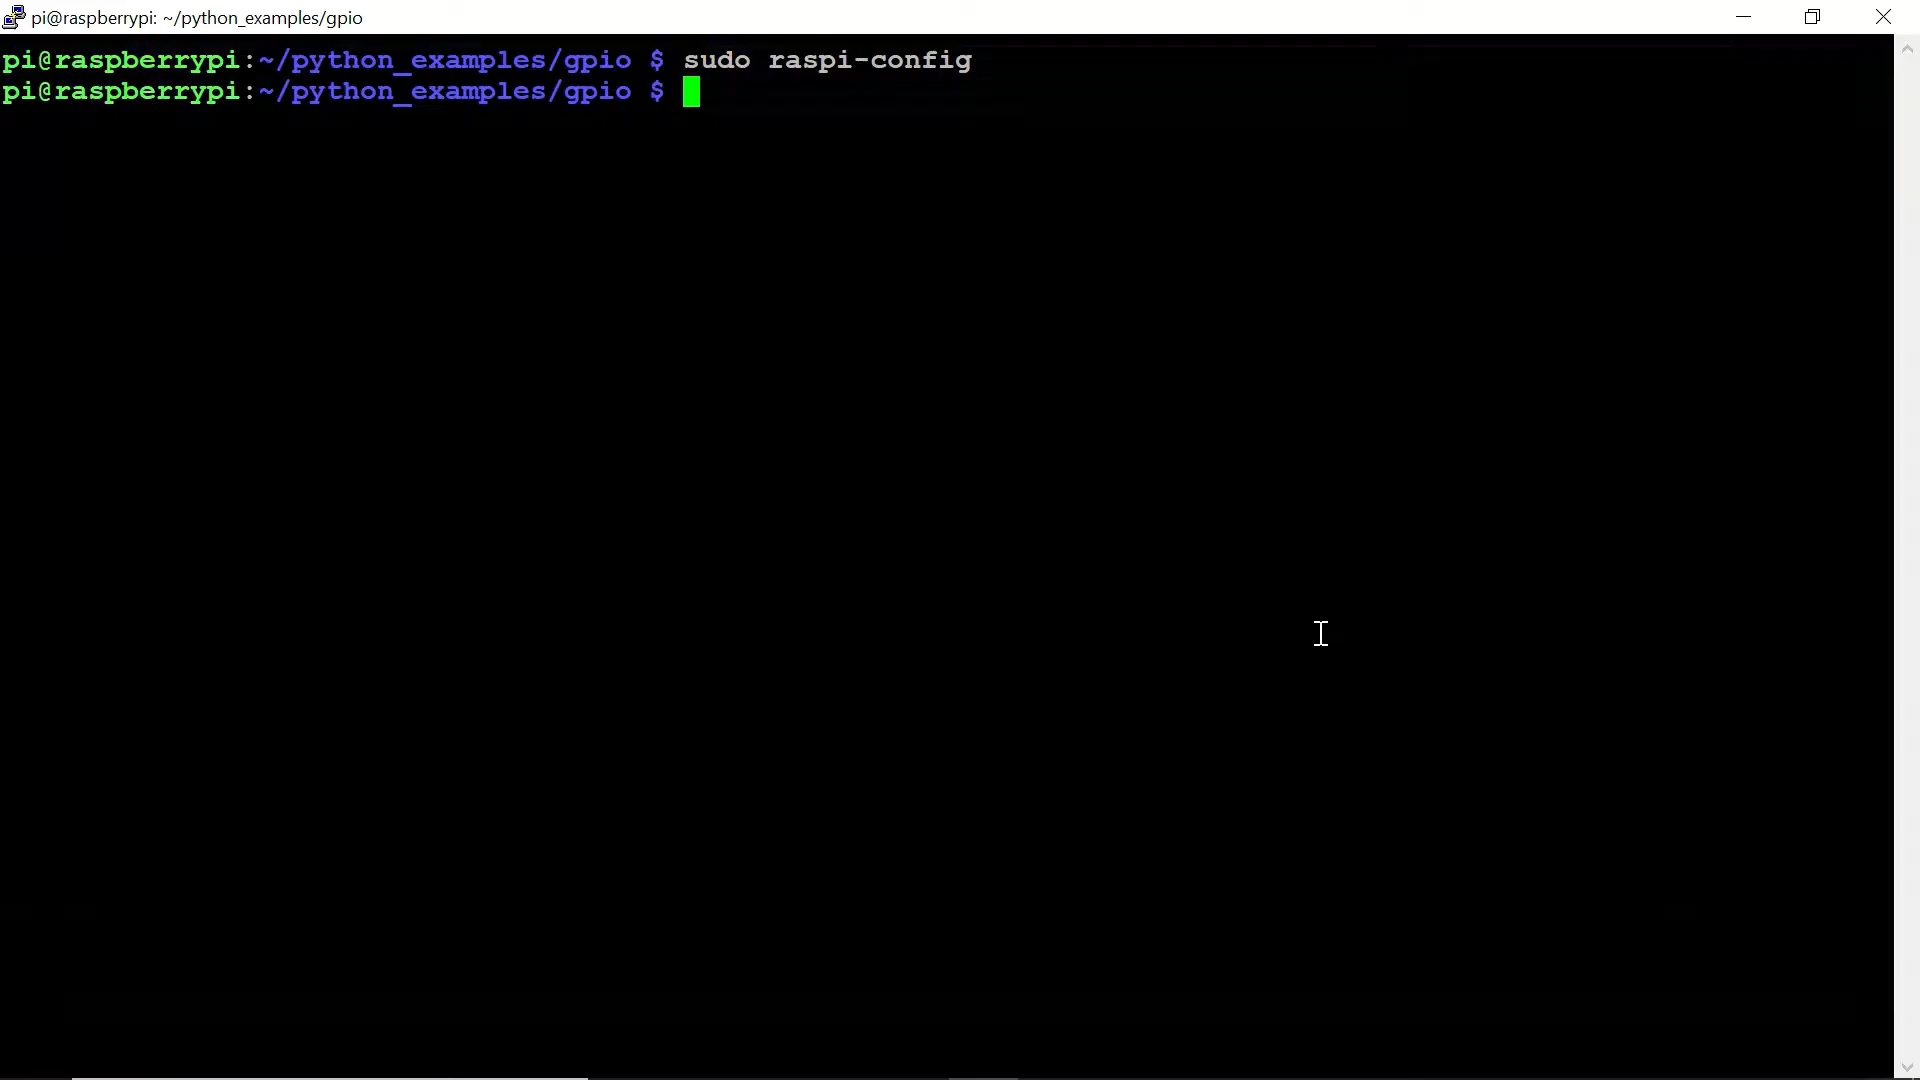 pi@raspberrypi: ~/python_examples/gpio
pi@raspberrypi:~/python_examples/gpio $ sudo raspi-config
pi@raspberrypi:~/python_examples/gpio $